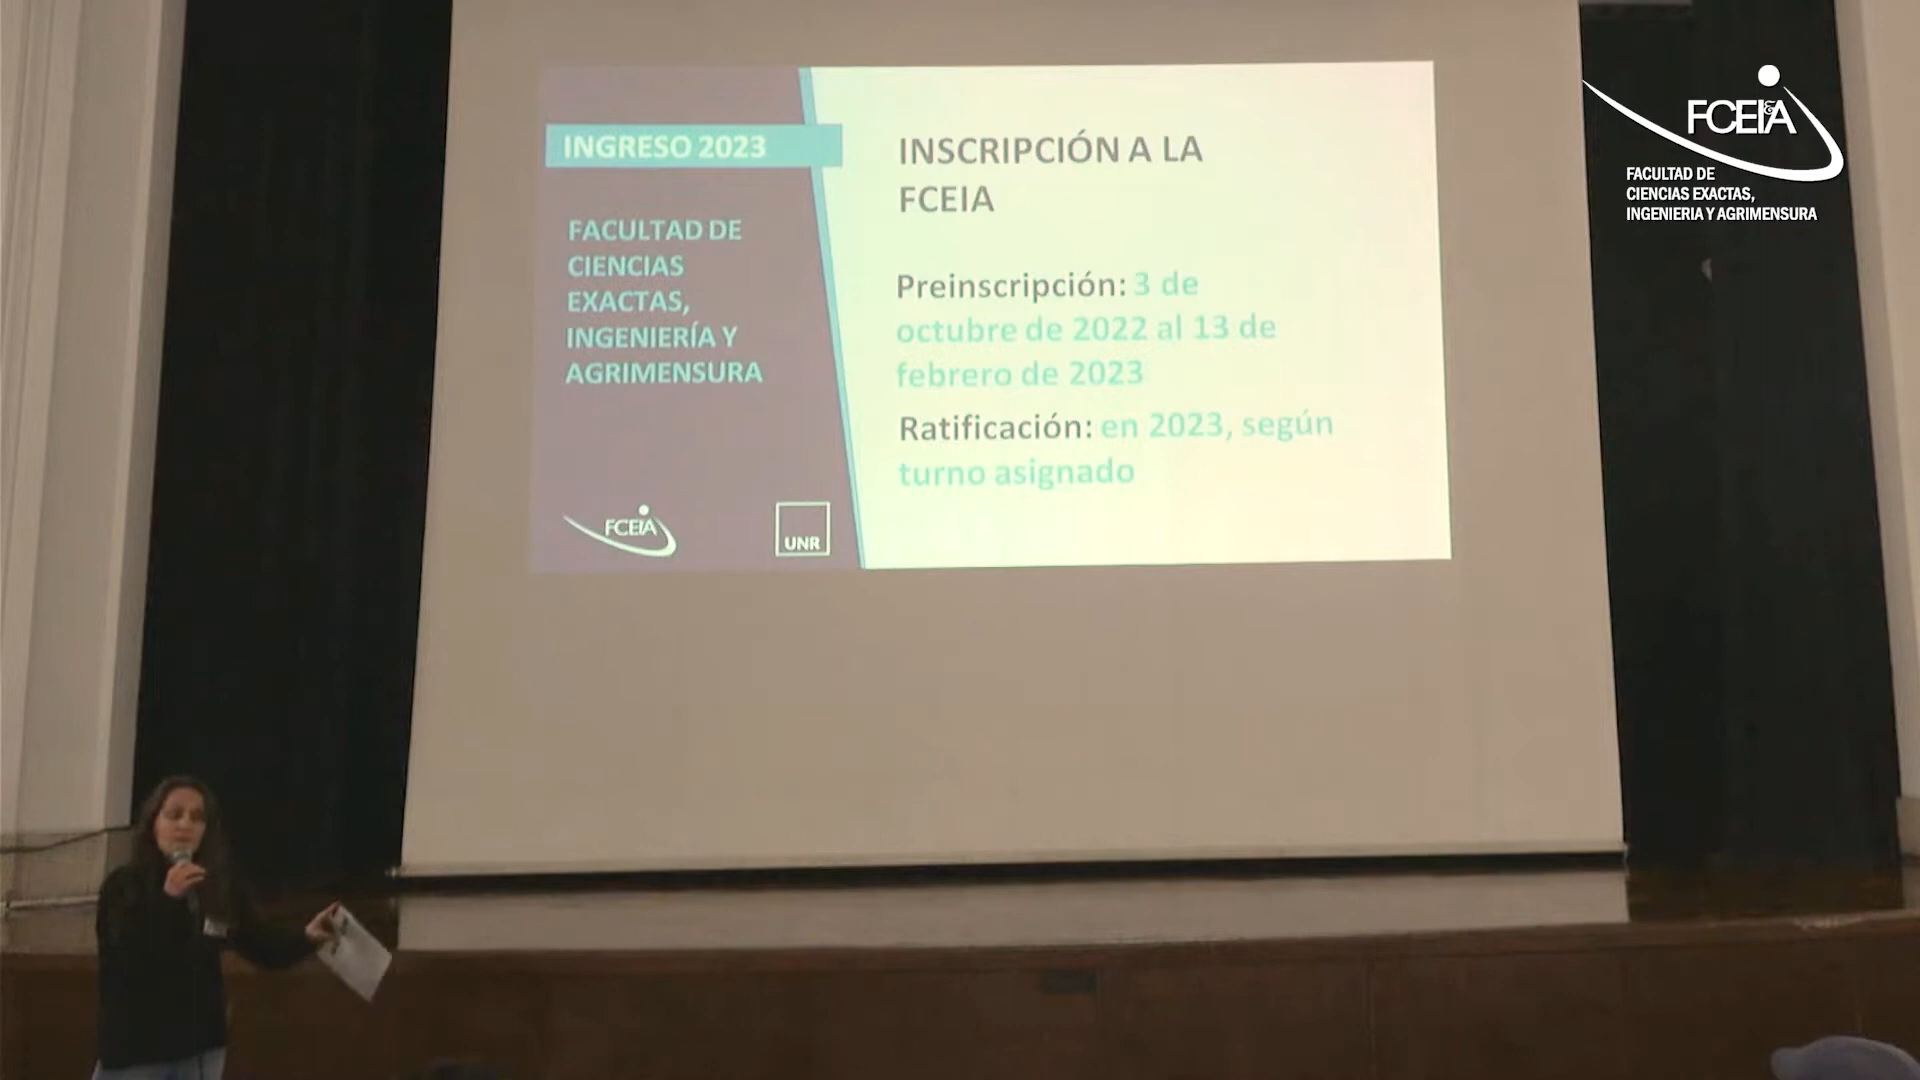 INGRESO 2023
FACULTAD DE
CIENCIAS
EXACTAS,
INGENIERÍA Y
AGRIMENSURA
FCEIA
UNR
INSCRIPCIÓN A LA
FCEIA
Preinscripción: 3 de
octubre de 2022 al 13 de
febrero de 2023
Ratificación: en 2023, según
turno asignado
FCEI&A
FACULTAD DE
CIENCIAS EXACTAS,
INGENIERIA Y AGRIMENSURA